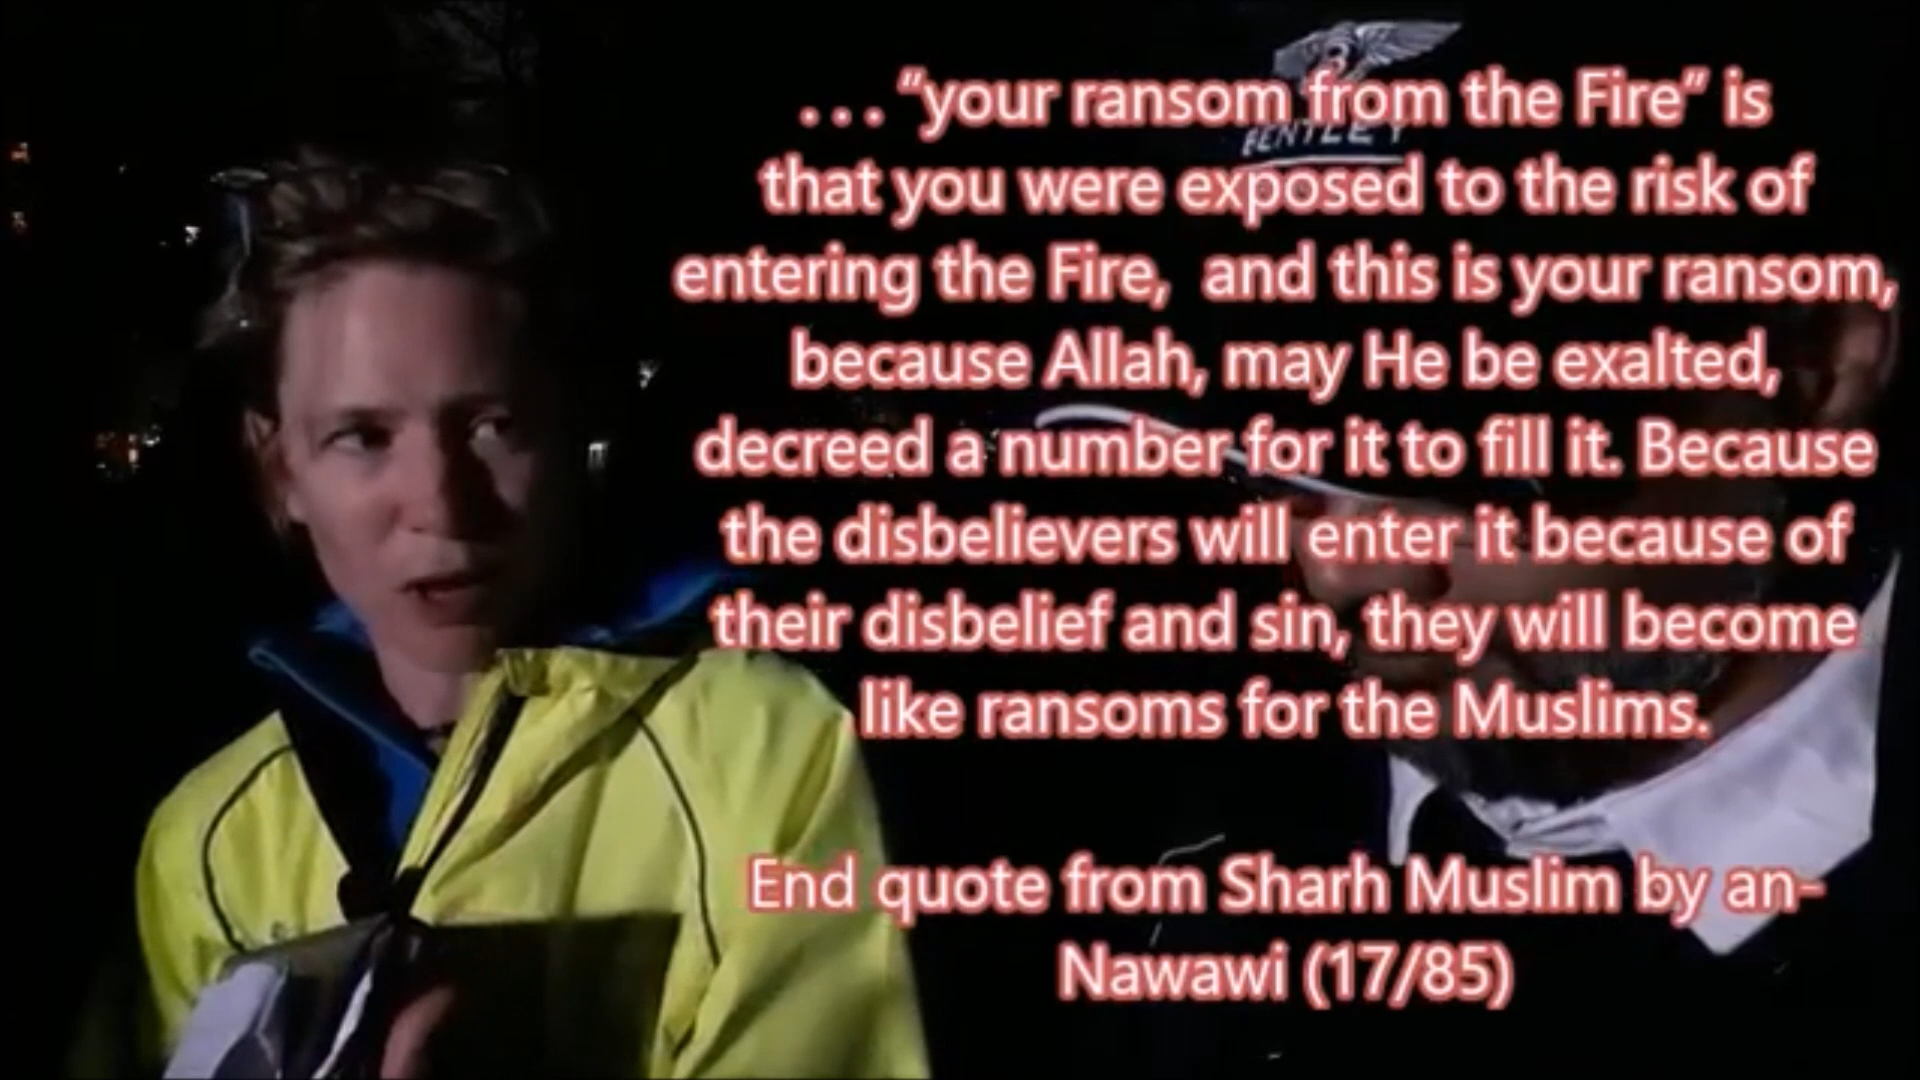 BENTLEY
. . . “your ransom from the Fire” is
that you were exposed to the risk of
entering the Fire,  and this is your ransom,
because Allah, may He be exalted,
decreed a number for it to fill it. Because
the disbelievers will enter it because of
their disbelief and sin, they will become
like ransoms for the Muslims.
End quote from Sharh Muslim by an-
Nawawi (17/85)